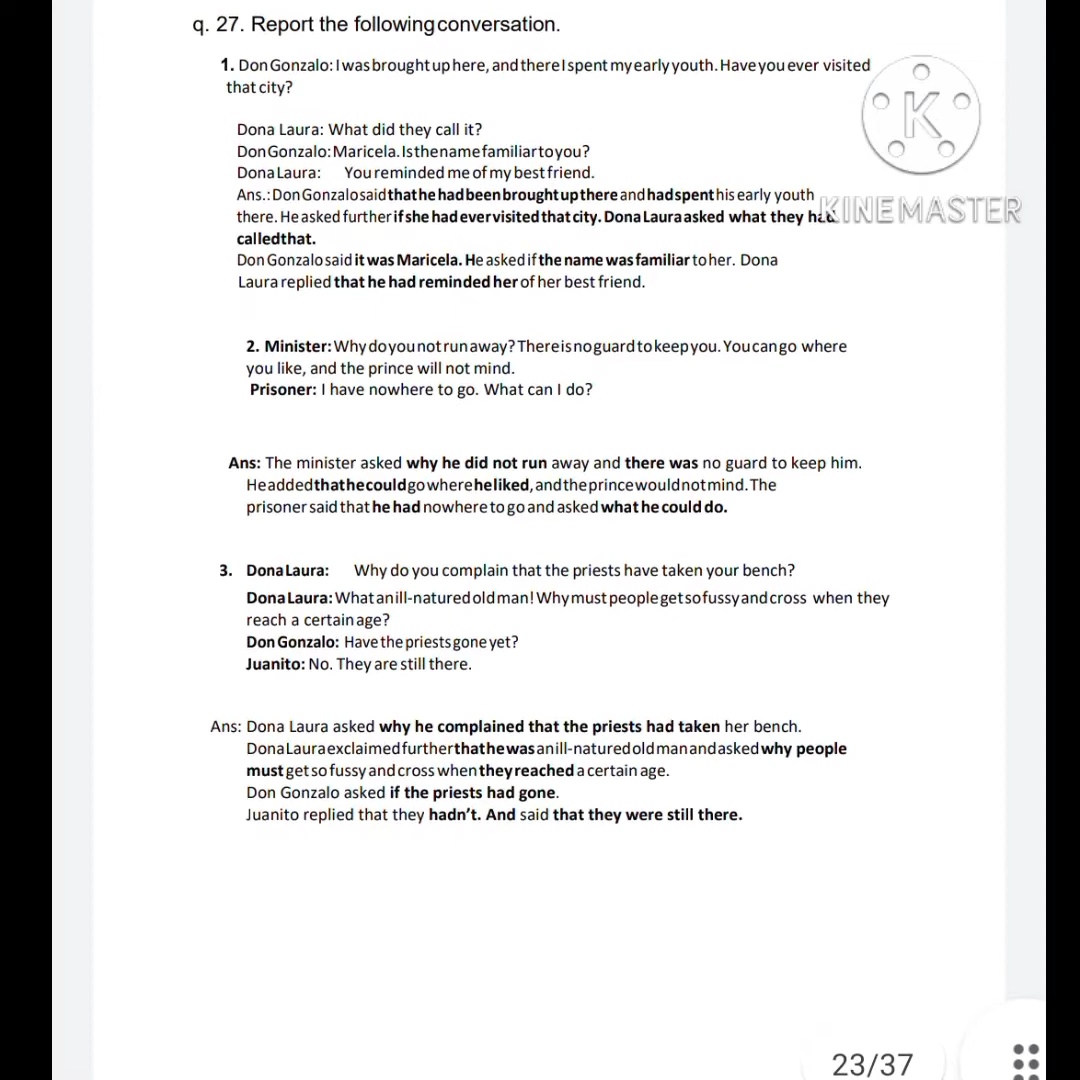 q. 27. Report the following conversation.
1. Don Gonzalo: I was brought up here, and there I spent my early youth. Have you ever visited
that city?
K
Dona Laura: What did they call it?
Don Gonzalo: Maricela. Is the name familiar to you?
Dona Laura: You reminded me of my best friend.
Ans.: Don Gonzalo said that he had been brought up there and had spent his early youth
there. He asked further if she had ever visited that city. Dona Laura asked what they had
KINEMASTER
called that.
Don Gonzalo said it was Maricela. He asked if the name was familiar to her. Dona
Laura replied that he had reminded her of her best friend.
2. Minister: Why do you not run away? There is no guard to keep you. You can go where
you like, and the prince will not mind.
Prisoner: I have nowhere to go. What can I do?
Ans: The minister asked why he did not run away and there was no guard to keep him.
He added that he could go where he liked, and the prince would not mind. The
prisoner said that he had nowhere to go and asked what he could do.
3. Dona Laura: Why do you complain that the priests have taken your bench?
Dona Laura: What an ill-natured old man! Why must people get so fussy and cross when they
reach a certain age?
Don Gonzalo: Have the priests gone yet?
Juanito: No. They are still there.
Ans: Dona Laura asked why he complained that the priests had taken her bench.
Dona Laura exclaimed further that he was an ill-natured old man and asked why people
must get so fussy and cross when they reached a certain age.
Don Gonzalo asked if the priests had gone.
Juanito replied that they hadn't. And said that they were still there.
23/37